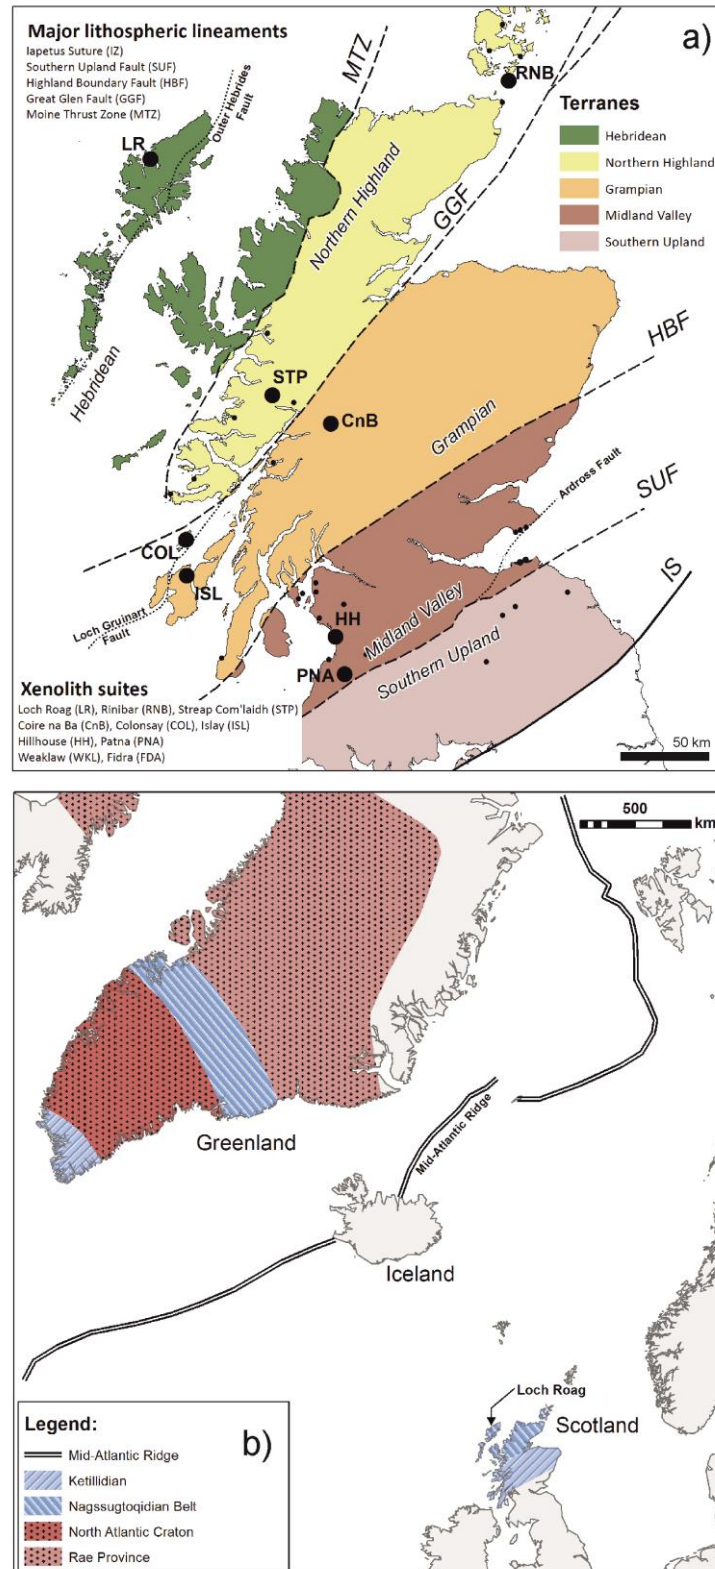 Major lithospheric lineaments
Iapetus Suture (IZ)
Southern Upland Fault (SUF)
Highland Boundary Fault (HBF)
Great Glen Fault (GGF)
Moine Thrust Zone (MTZ)
a)
MTZ
RNB
Outer Hebrides Fault
LR
Terranes
Hebridean
Northern Highland
Grampian
Midland Valley
Southern Upland
Northern Highland
GGF
HBF
Hebridean
STP
CnB
Grampian
Ardross Fault
SUF
COL
ISL
IS
Loch Gruinart
Fault
HH
Midland Valley
PNA
Southern Upland
Xenolith suites
Loch Roag (LR), Rinibar (RNB), Streap Com'laidh (STP)
Coire na Ba (CnB), Colonsay (COL), Islay (ISL)
Hillhouse (HH), Patna (PNA)
Weaklaw (WKL), Fidra (FDA)
50 km
500
km
Greenland
Mid-Atlantic Ridge
Iceland
Loch Roag
Scotland
Legend:
b)
Mid-Atlantic Ridge
Ketillidian
Nagssugtoqidian Belt
North Atlantic Craton
Rae Province